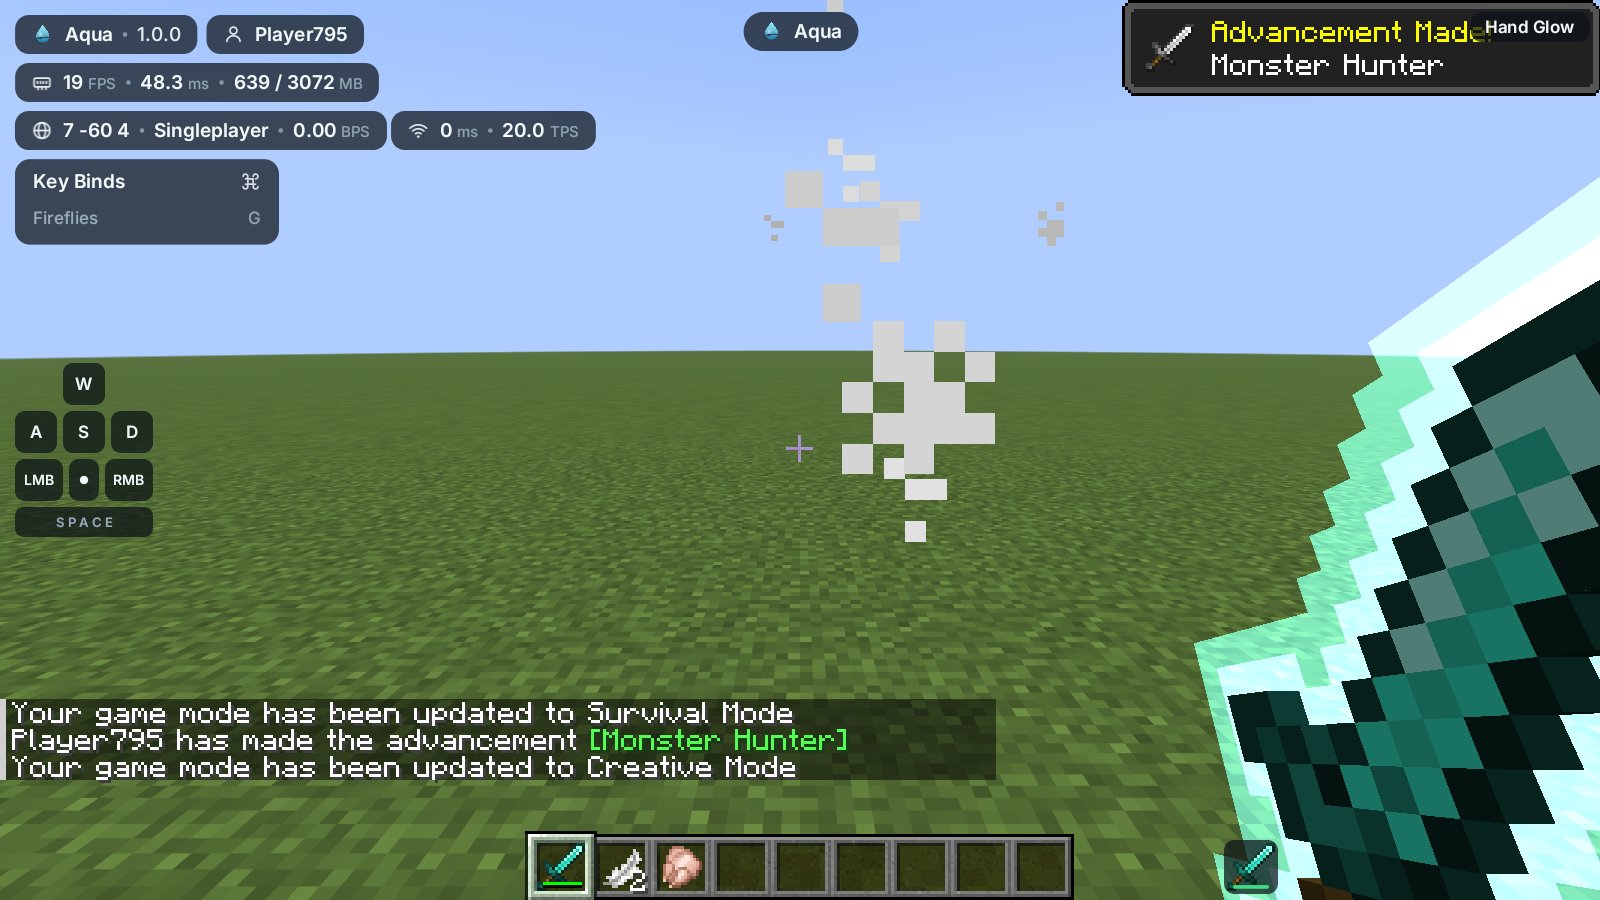 Aqua • 1.0.0
Player795
Aqua
Advancement Made!
Hand Glow
Monster Hunter
19 FPS • 48.3 ms • 639 / 3072 MB
7 -60 4 • Singleplayer • 0.00 BPS
0 ms • 20.0 TPS
Key Binds
Fireflies G
W
A S D
LMB RMB
SPACE
Your game mode has been updated to Survival Mode
Player795 has made the advancement [Monster Hunter]
Your game mode has been updated to Creative Mode
2